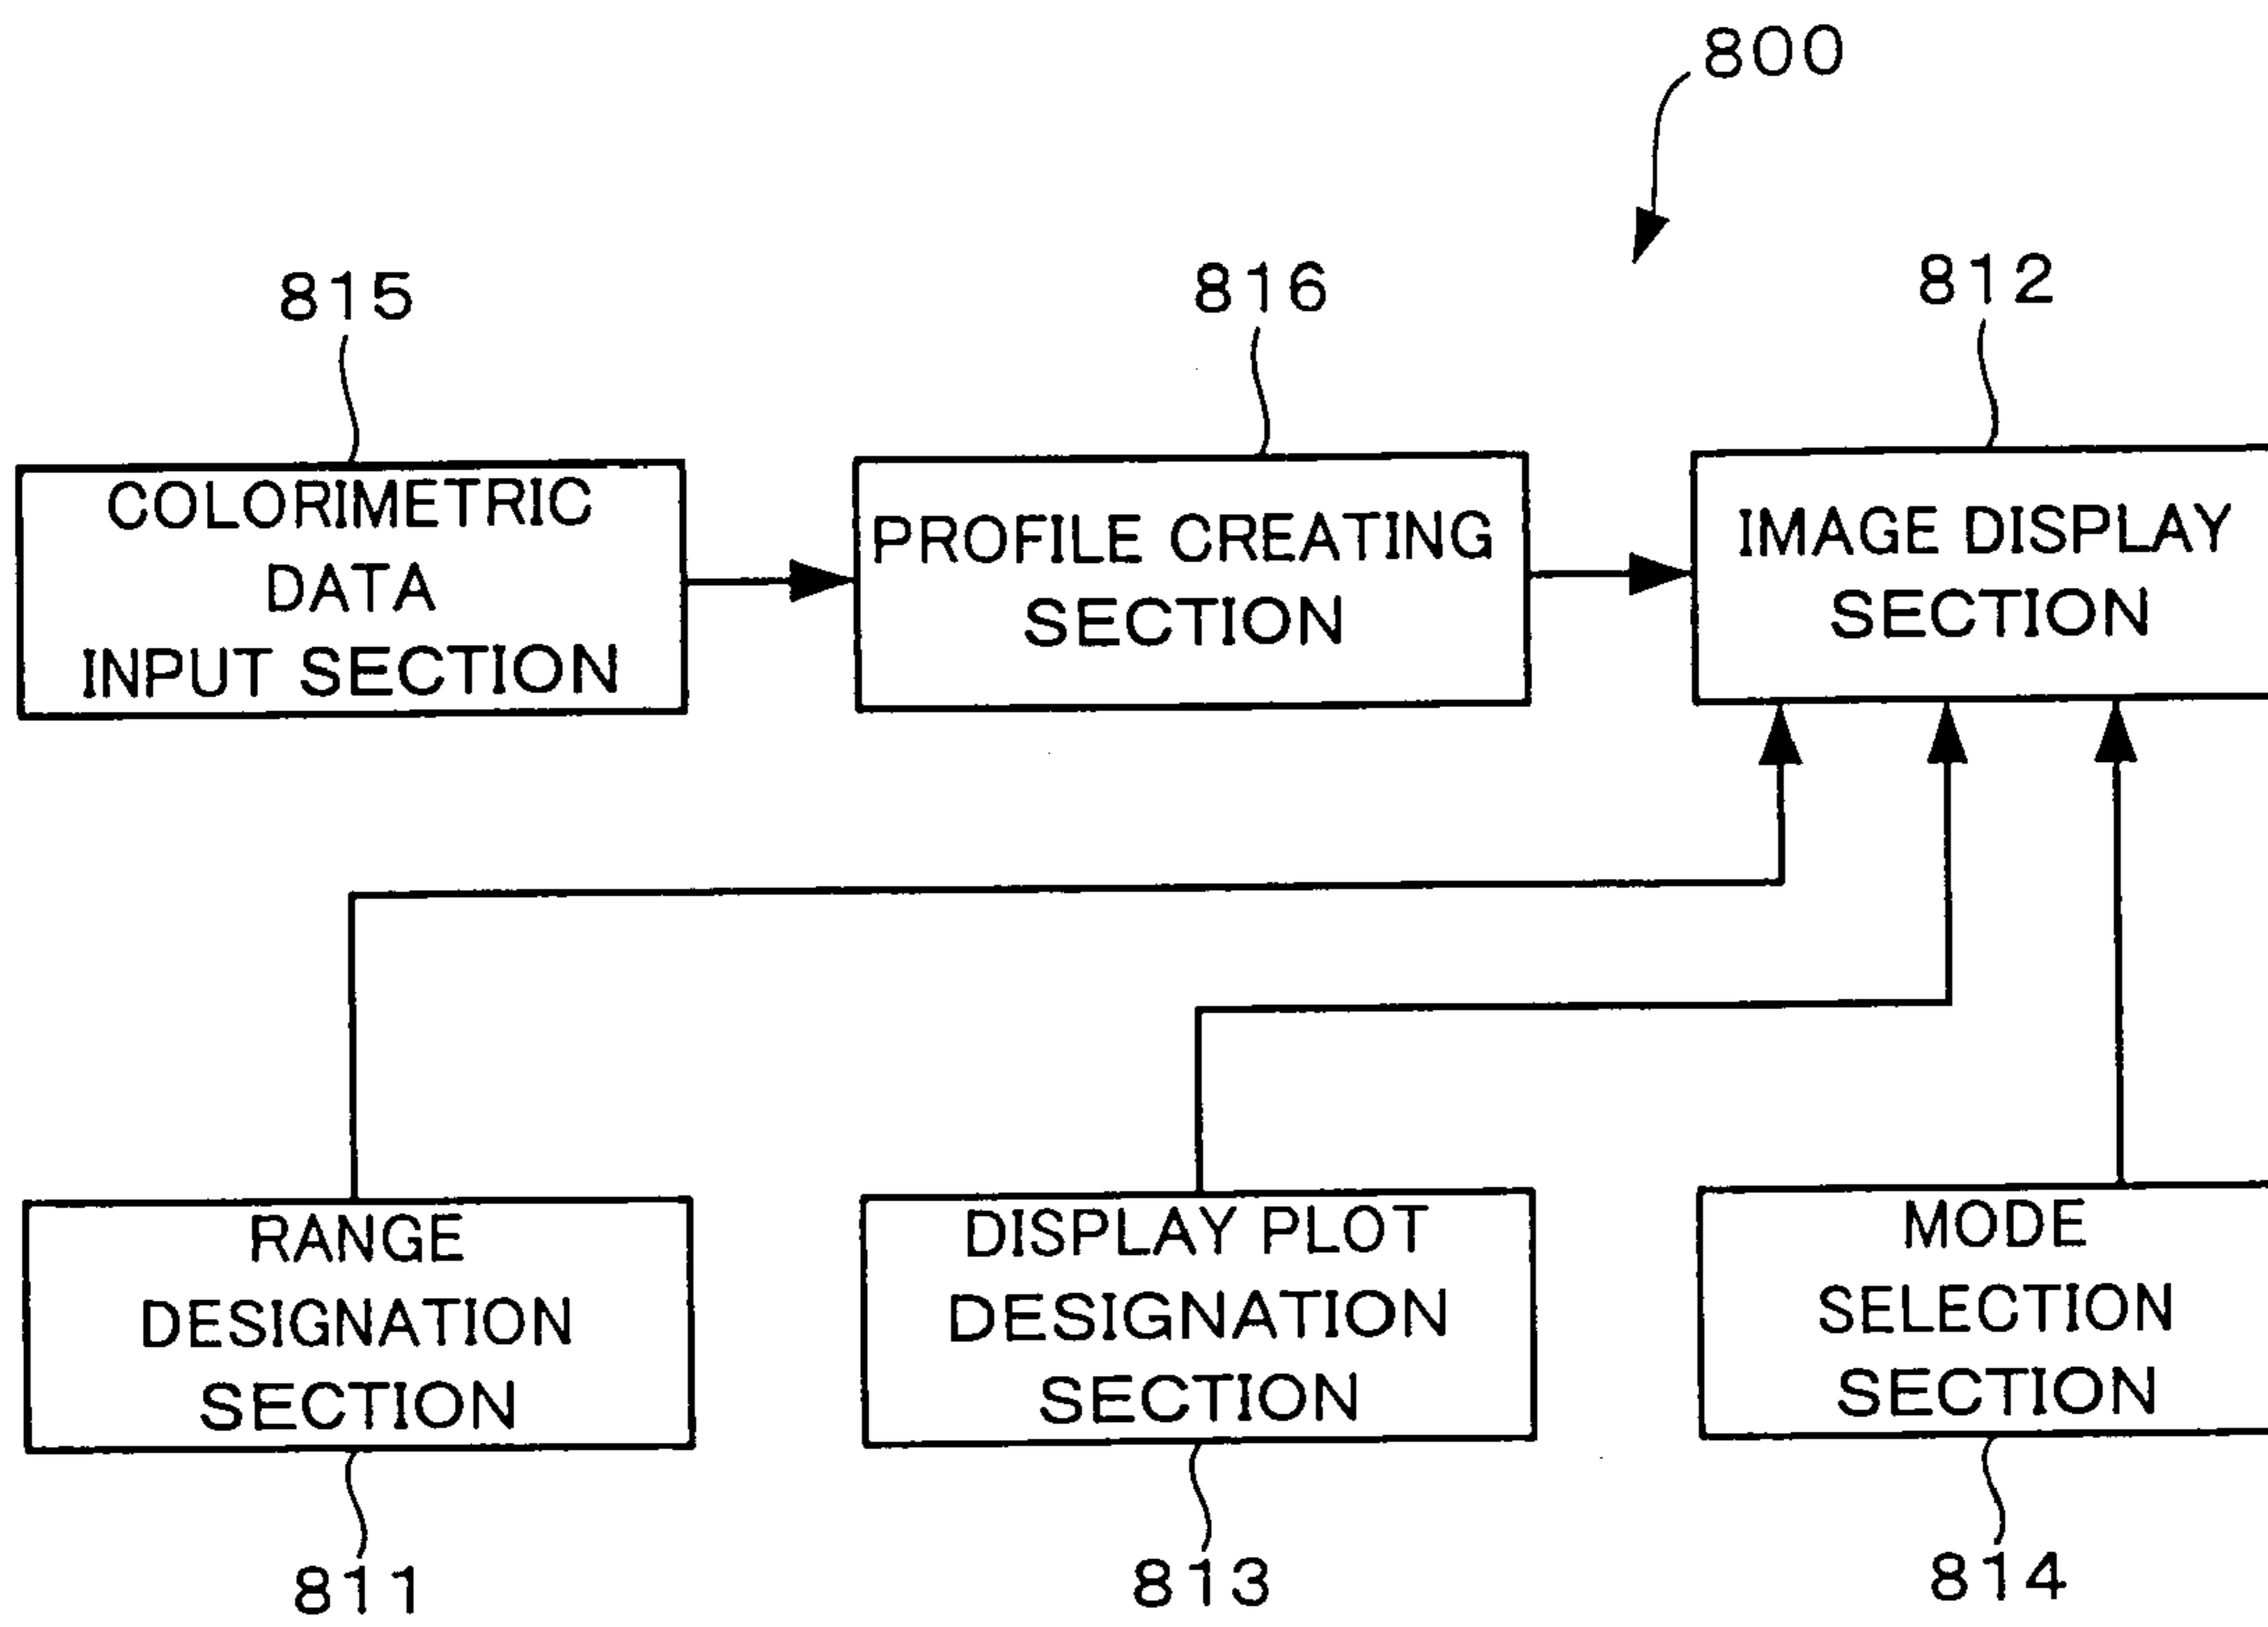 800
815
816
812
COLORIMETRIC
DATA
INPUT SECTION
PROFILE CREATING
SECTION
IMAGE DISPLAY
SECTION
RANGE
DESIGNATION
SECTION
DISPLAY PLOT
DESIGNATION
SECTION
MODE
SELECTION
SECTION
811
813
814